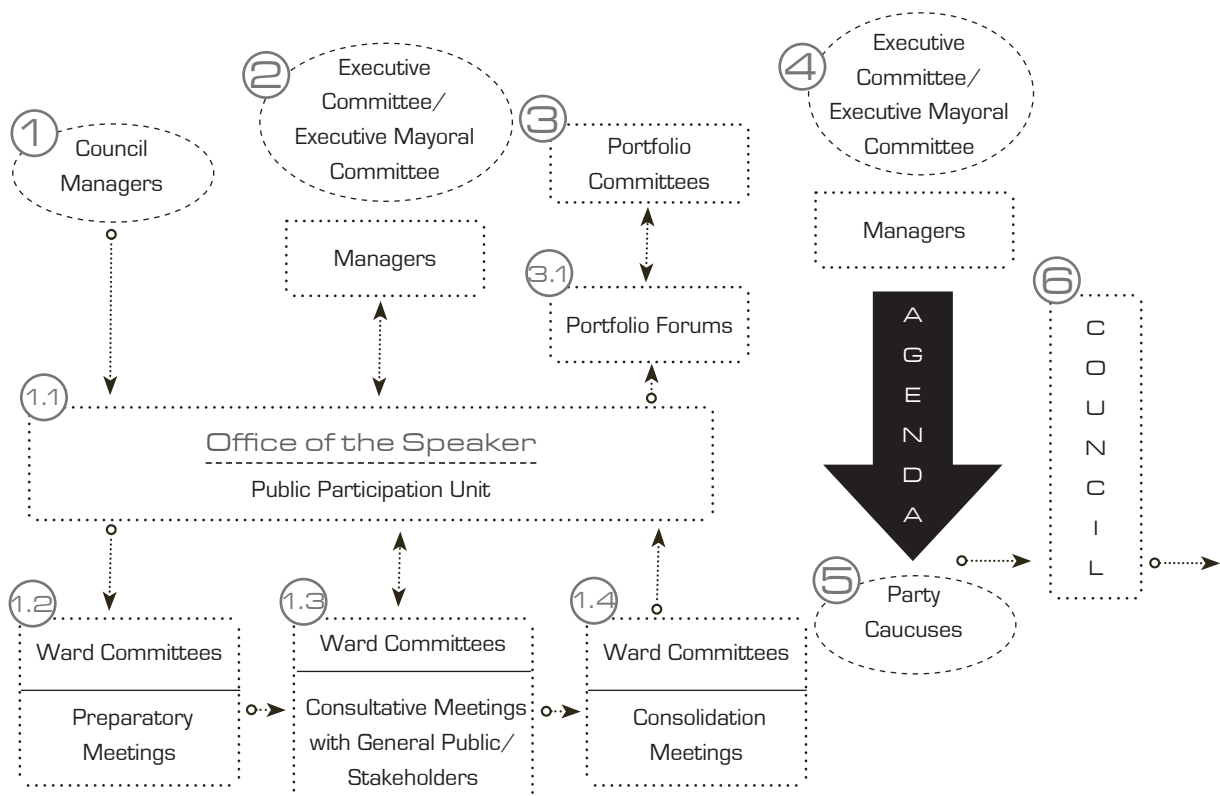 1
Council
Managers
2
Executive
Committee/
Executive Mayoral
Committee
Managers
3
Portfolio
Committees
3.1
Portfolio Forums
4
Executive
Committee/
Executive Mayoral
Committee
Managers
AGENDA
5
Party
Caucuses
6
COUNCIL
1.1
Office of the Speaker
Public Participation Unit
1.2
Ward Committees
Preparatory
Meetings
1.3
Ward Committees
Consultative Meetings
with General Public/
Stakeholders
1.4
Ward Committees
Consolidation
Meetings